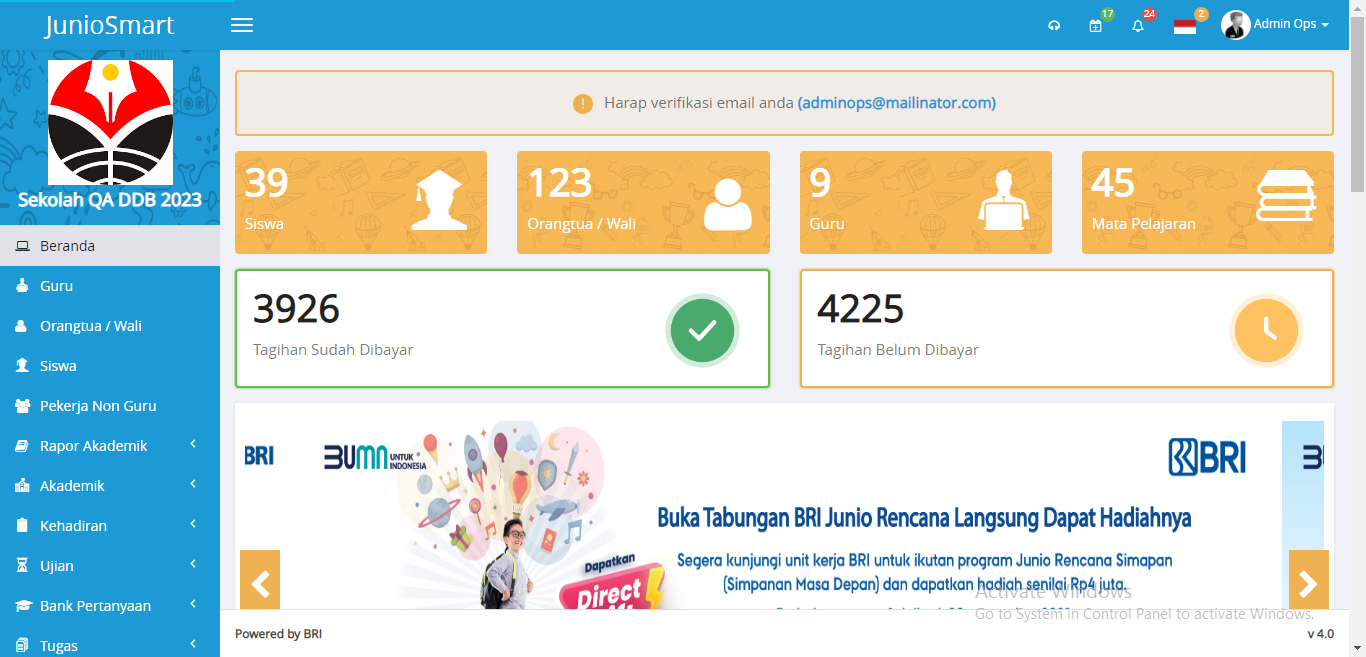 JunioSmart
17
24
2
Admin Ops
Sekolah QA DDB 2023
Harap verifikasi email anda (adminops@mailinator.com)
39
Siswa
123
Orangtua / Wali
9
Guru
45
Mata Pelajaran
3926
Tagihan Sudah Dibayar
4225
Tagihan Belum Dibayar
Beranda
Guru
Orangtua / Wali
Siswa
Pekerja Non Guru
Rapor Akademik
Akademik
Kehadiran
Ujian
Bank Pertanyaan
Tugas
BRI
BUMN UNTUK
INDONESIA
BRI
Buka Tabungan BRI Junio Rencana Langsung Dapat Hadiahnya
Segera kunjungi unit kerja BRI untuk ikutan program Junio Rencana Simapan
(Simpanan Masa Depan) dan dapatkan hadiah senilai Rp4 juta.
Dapatkan
Direct
Activate Windows
Go to System in Control Panel to activate Windows.
Powered by BRI
v 4.0